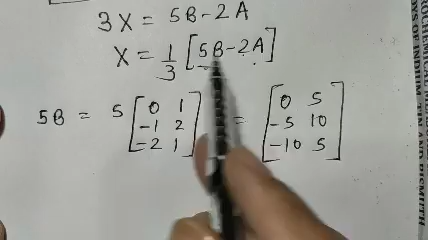 3X = 5B-2A
X = 1/3 [5B-2A]
5B = 5 [0 1; -1 2; -2 1] = [0 5; -5 10; -10 5]